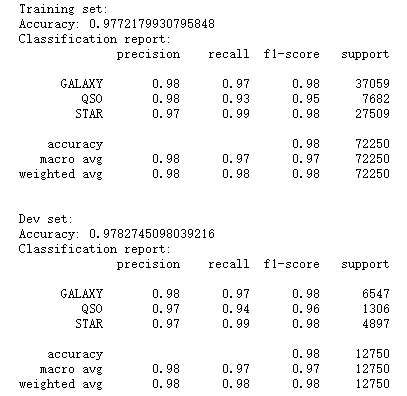 Training set:
Accuracy: 0.9772179930795848
Classification report:
precision recall f1-score support
GALAXY 0.98 0.97 0.98 37059
QSO 0.98 0.93 0.95 7682
STAR 0.97 0.99 0.98 27509
accuracy 0.98 72250
macro avg 0.98 0.97 0.97 72250
weighted avg 0.98 0.98 0.98 72250
Dev set:
Accuracy: 0.9782745098039216
Classification report:
precision recall f1-score support
GALAXY 0.98 0.97 0.98 6547
QSO 0.97 0.94 0.96 1306
STAR 0.97 0.99 0.98 4897
accuracy 0.98 12750
macro avg 0.98 0.97 0.97 12750
weighted avg 0.98 0.98 0.98 12750